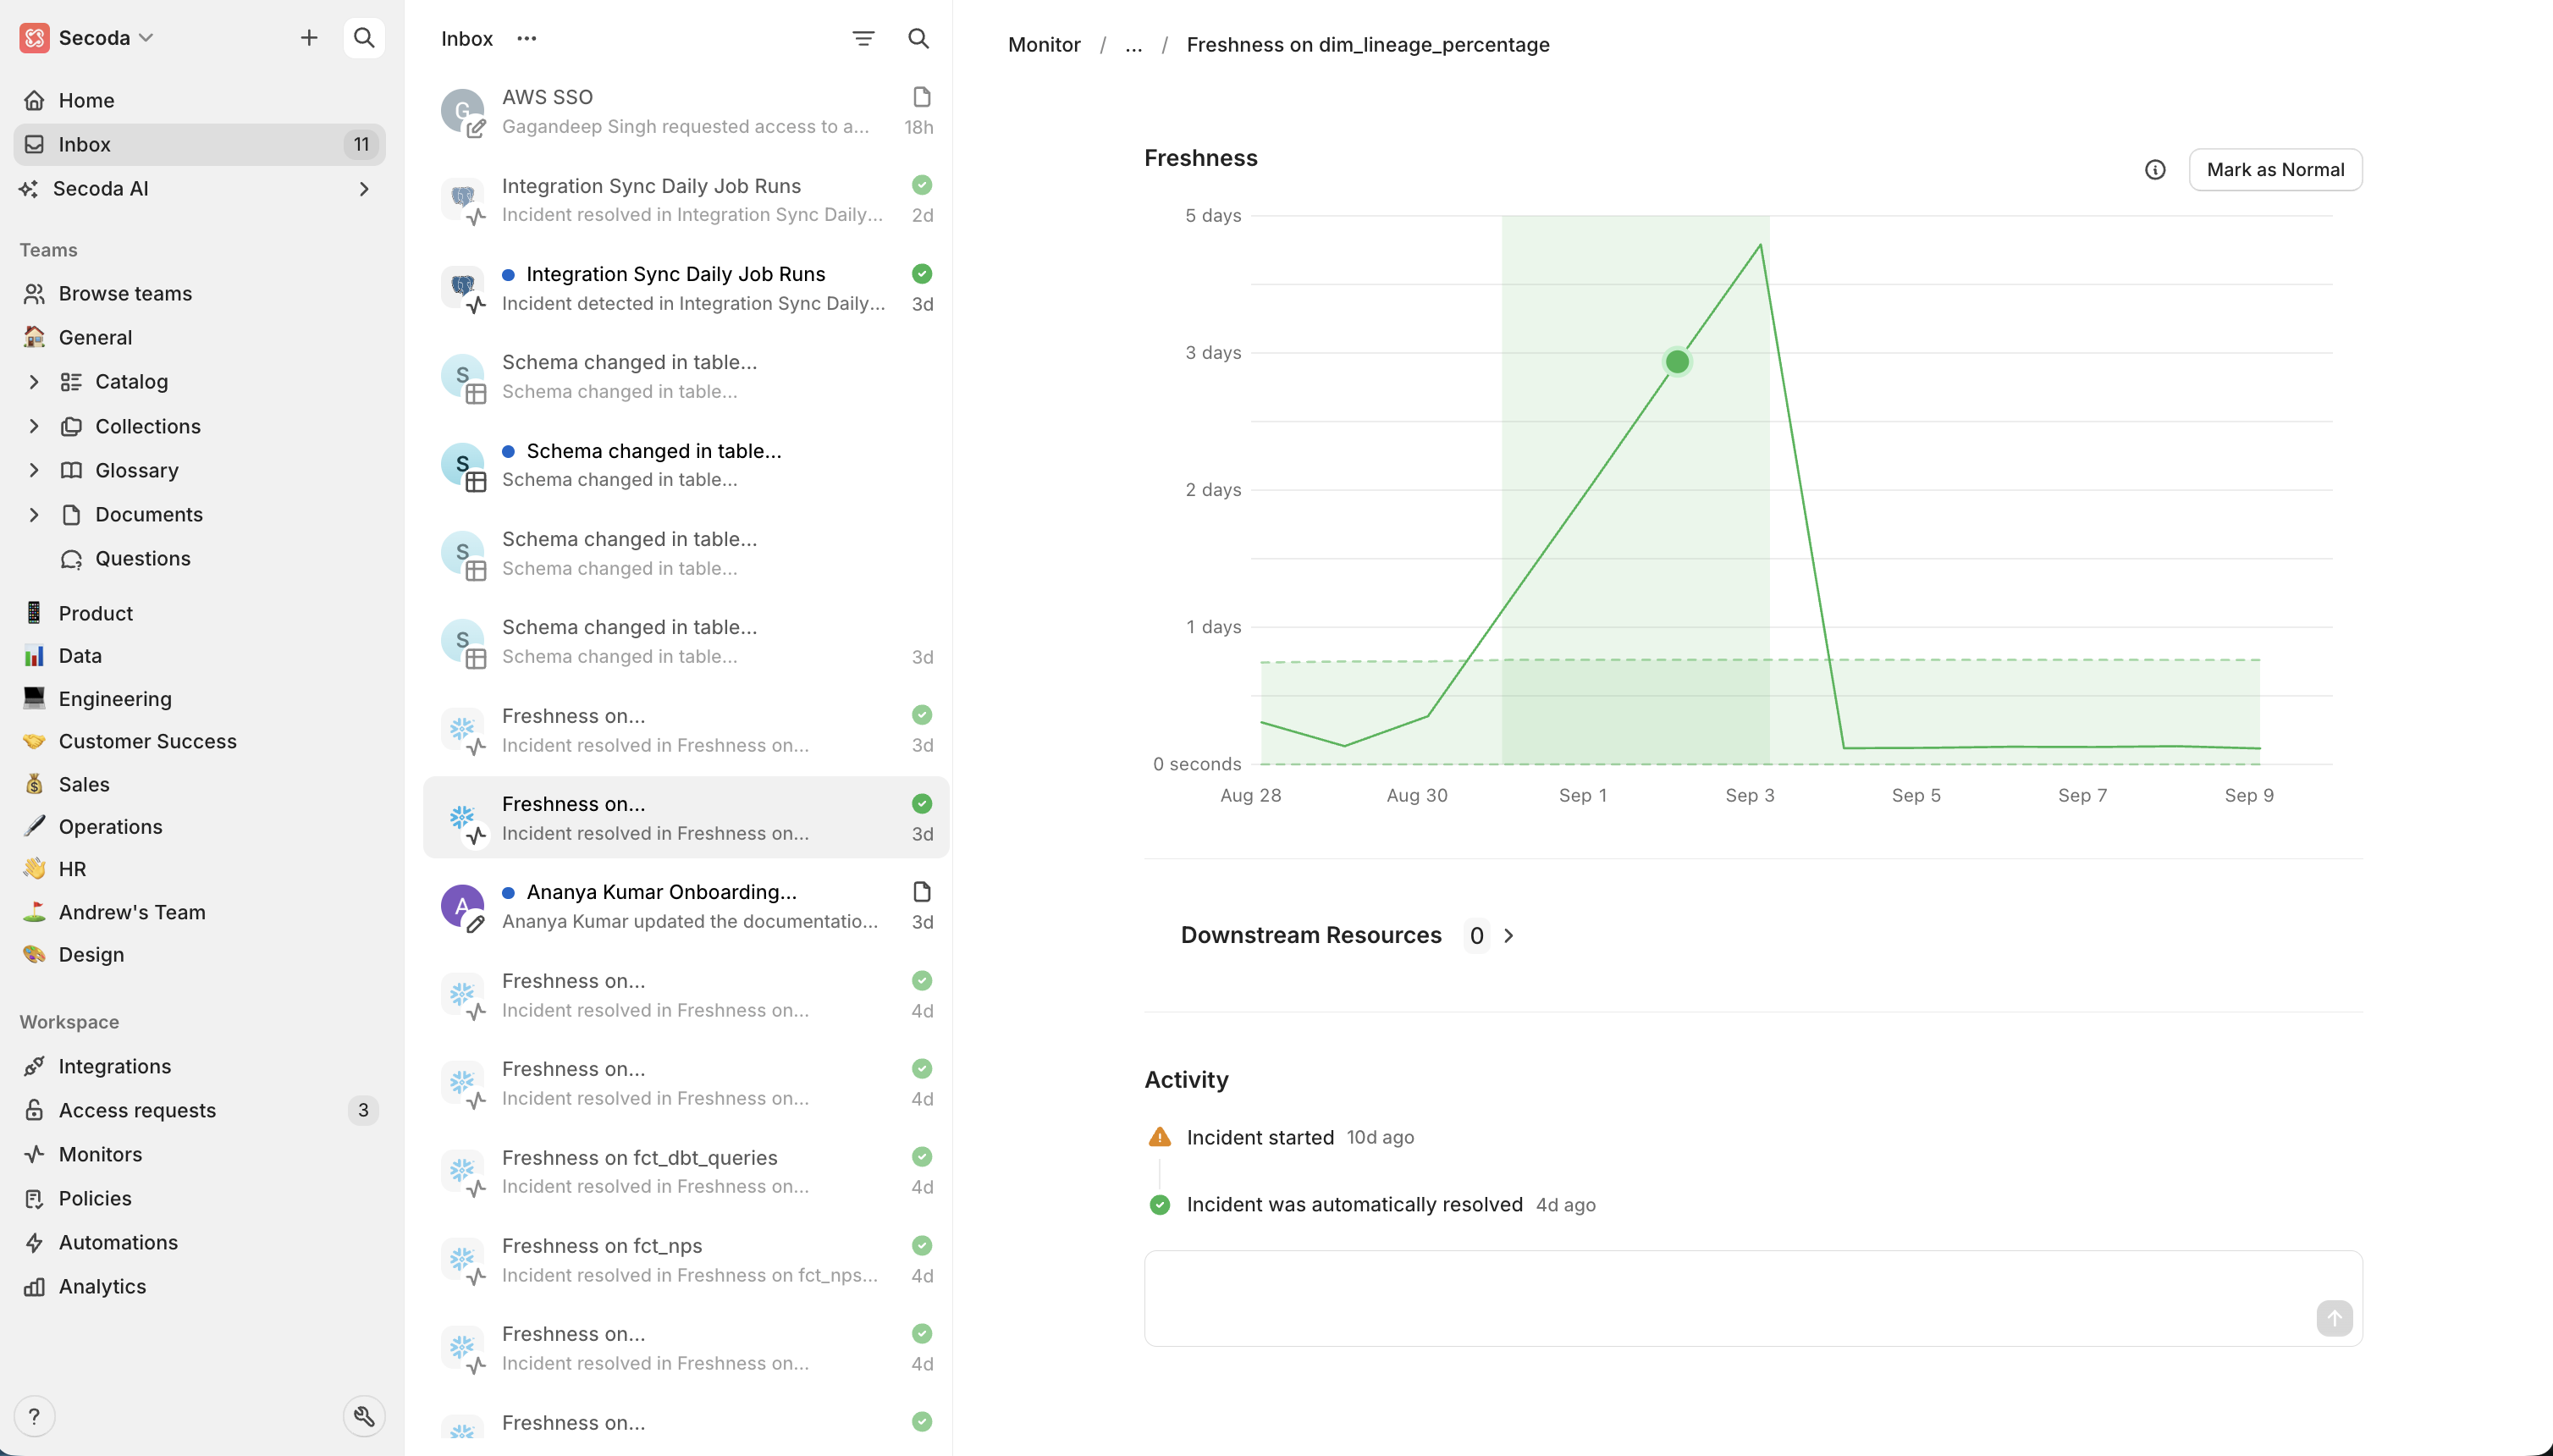 Secoda
Home
Inbox 11
Secoda AI
Teams
Browse teams
General
Catalog
Collections
Glossary
Documents
Questions
Product
Data
Engineering
Customer Success
Sales
Operations
HR
Andrew's Team
Design
Workspace
Integrations
Access requests 3
Monitors
Policies
Automations
Analytics
?
Inbox ...
G
AWS SSO
Gagandeep Singh requested access to a... 18h
Integration Sync Daily Job Runs
Incident resolved in Integration Sync Daily... 2d
Integration Sync Daily Job Runs
Incident detected in Integration Sync Daily... 3d
S
Schema changed in table...
Schema changed in table...
S
Schema changed in table...
Schema changed in table...
S
Schema changed in table...
Schema changed in table...
S
Schema changed in table...
Schema changed in table... 3d
Freshness on...
Incident resolved in Freshness on... 3d
Freshness on...
Incident resolved in Freshness on... 3d
A
Ananya Kumar Onboarding...
Ananya Kumar updated the documentatio... 3d
Freshness on...
Incident resolved in Freshness on... 4d
Freshness on...
Incident resolved in Freshness on... 4d
Freshness on fct_dbt_queries
Incident resolved in Freshness on... 4d
Freshness on fct_nps
Incident resolved in Freshness on fct_nps... 4d
Freshness on...
Incident resolved in Freshness on... 4d
Freshness on...
Monitor / ... / Freshness on dim_lineage_percentage
Freshness
Mark as Normal
5 days
3 days
2 days
1 days
0 seconds
Aug 28 Aug 30 Sep 1 Sep 3 Sep 5 Sep 7 Sep 9
Downstream Resources 0
Activity
Incident started 10d ago
Incident was automatically resolved 4d ago